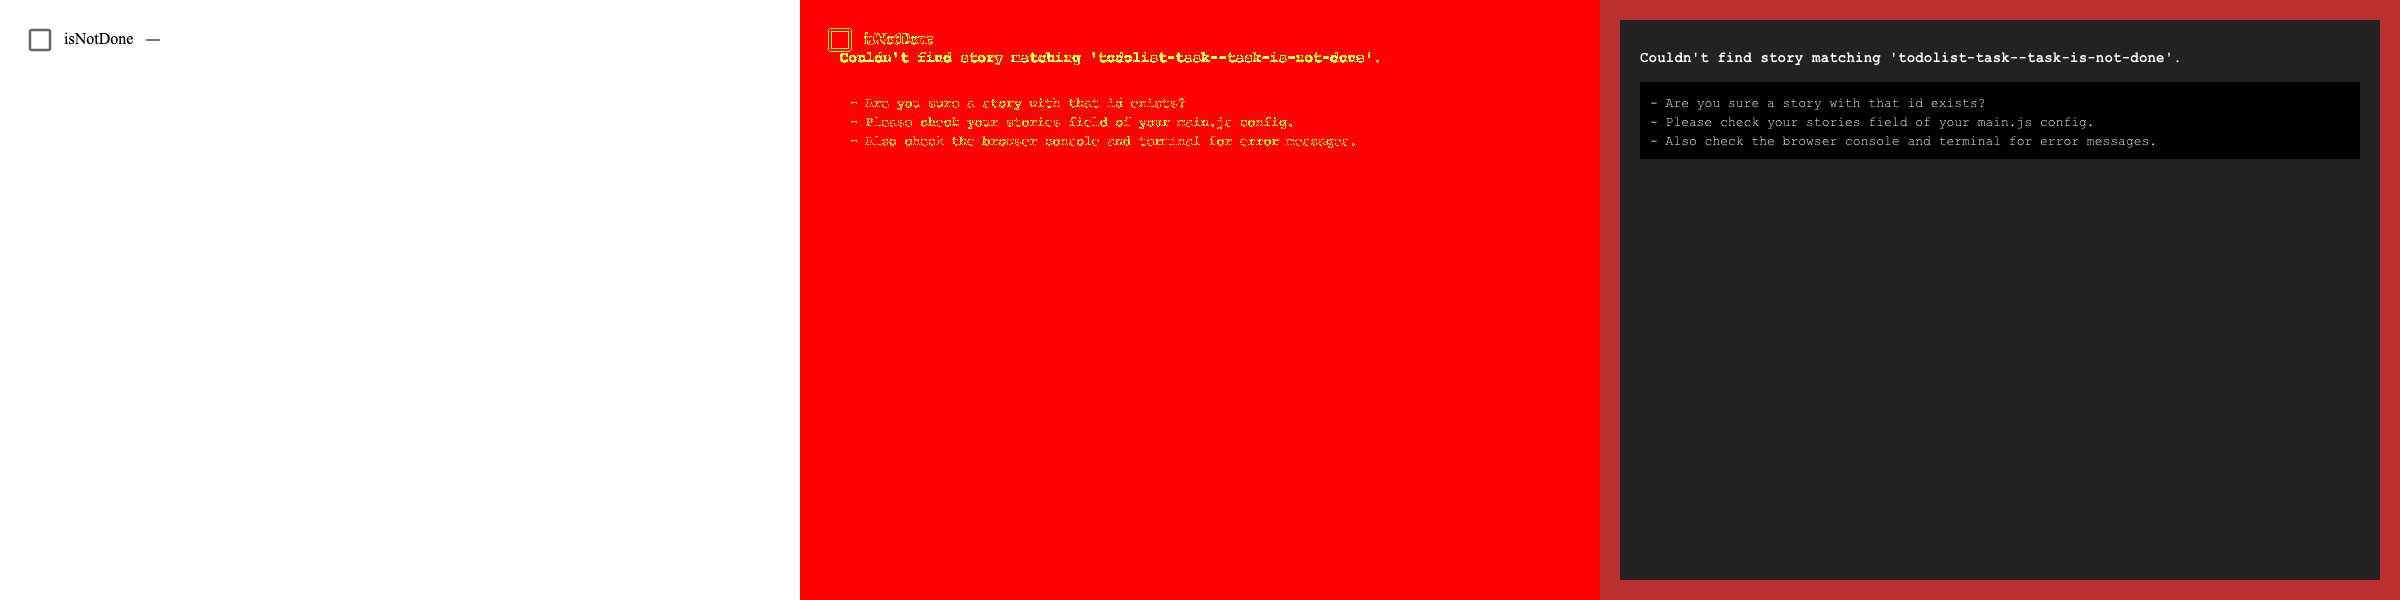 isNotDone —
isNotDone
Couldn't find story matching 'todolist-task--task-is-not-done'.
- Are you sure a story with that id exists?
- Please check your stories field of your main.js config.
- Also check the browser console and terminal for error messages.
Couldn't find story matching 'todolist-task--task-is-not-done'.
- Are you sure a story with that id exists?
- Please check your stories field of your main.js config.
- Also check the browser console and terminal for error messages.